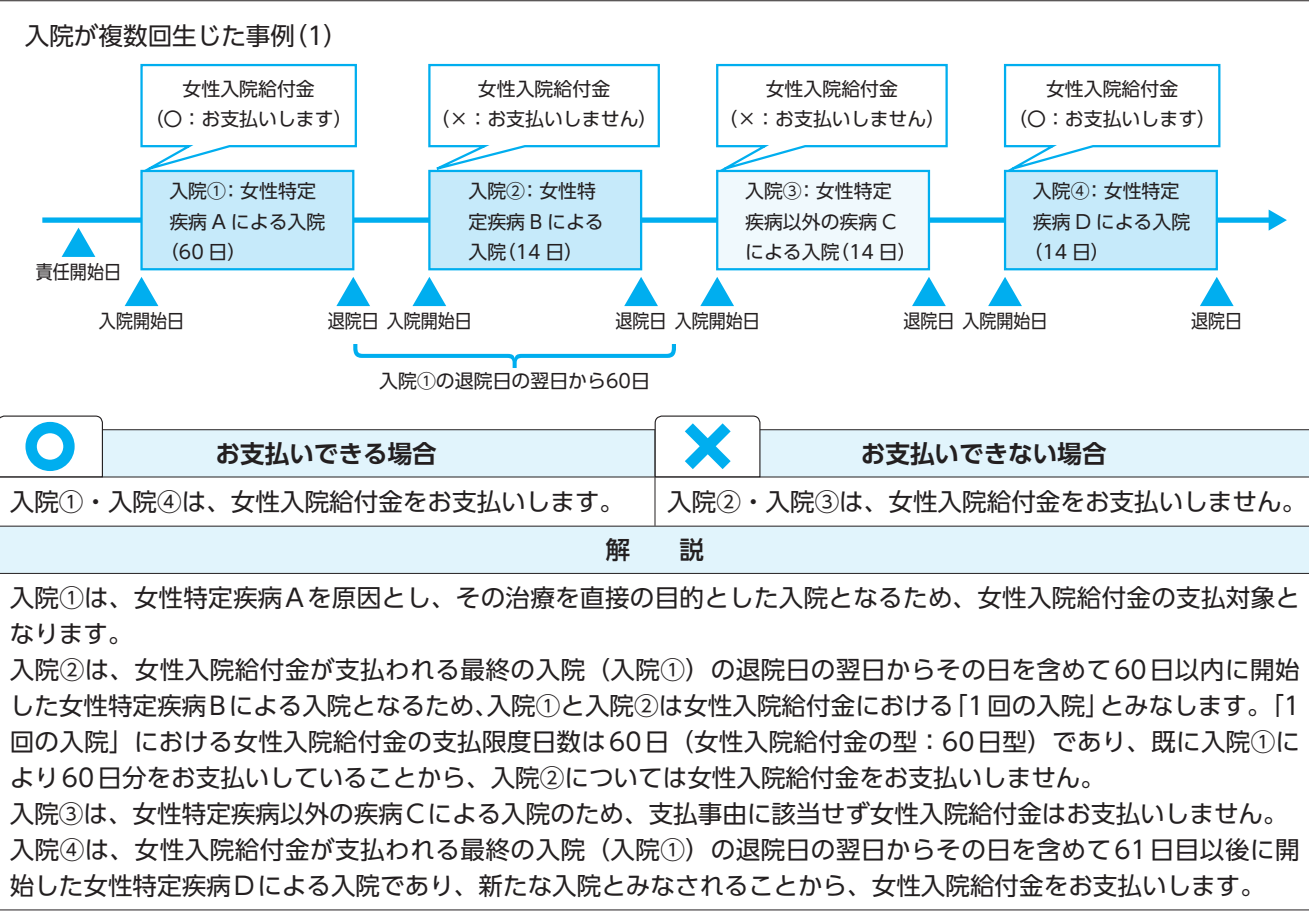 入院が複数回生じた事例(1)
女性入院給付金
(○：お支払いします)
女性入院給付金
(×：お支払いしません)
女性入院給付金
(×：お支払いしません)
女性入院給付金
(○：お支払いします)
入院①：女性特定
疾病Aによる入院
(60日)
入院②：女性特
定疾病Bによる
入院(14日)
入院③：女性特定
疾病以外の疾病C
による入院(14日)
入院④：女性特定
疾病Dによる入院
(14日)
責任開始日
入院開始日
退院日
入院開始日
退院日
入院開始日
退院日
入院開始日
退院日
入院①の退院日の翌日から60日
お支払いできる場合
お支払いできない場合
入院①・入院④は、女性入院給付金をお支払いします。
入院②・入院③は、女性入院給付金をお支払いしません。
解　説
入院①は、女性特定疾病Aを原因とし、その治療を直接の目的とした入院となるため、女性入院給付金の支払対象と
なります。
入院②は、女性入院給付金が支払われる最終の入院（入院①）の退院日の翌日からその日を含めて60日以内に開始
した女性特定疾病Bによる入院となるため、入院①と入院②は女性入院給付金における「1回の入院」とみなします。「1
回の入院」における女性入院給付金の支払限度日数は60日（女性入院給付金の型：60日型）であり、既に入院①に
より60日分をお支払いしていることから、入院②については女性入院給付金をお支払いしません。
入院③は、女性特定疾病以外の疾病Cによる入院のため、支払事由に該当せず女性入院給付金はお支払いしません。
入院④は、女性入院給付金が支払われる最終の入院（入院①）の退院日の翌日からその日を含めて61日目以後に開
始した女性特定疾病Dによる入院であり、新たな入院とみなされることから、女性入院給付金をお支払いします。